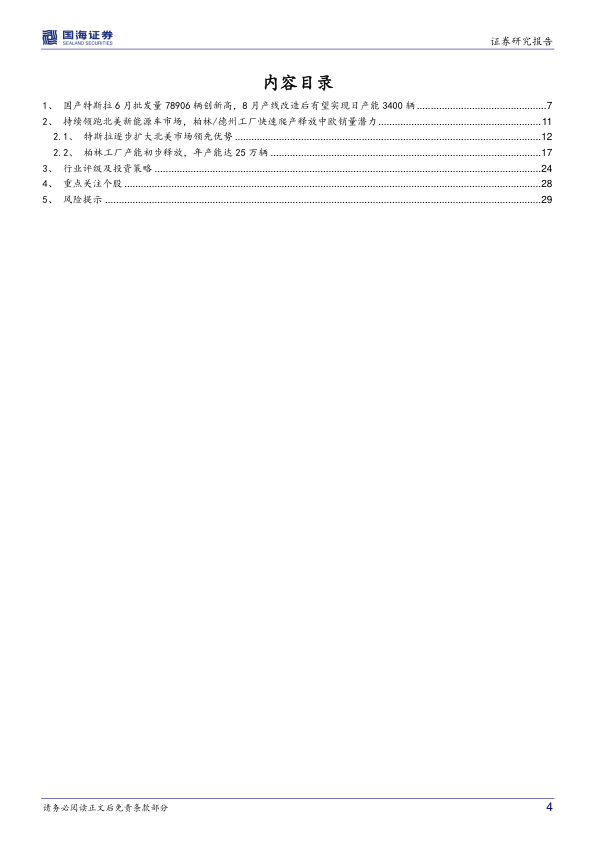 国海证券
SEALAND SECURITIES
证券研究报告
内容目录
1、 国产特斯拉 6 月批发量 78906 辆创新高，8 月产线改造后有望实现日产能 3400 辆 ................................................7
2、 持续领跑北美新能源车市场，柏林/德州工厂快速爬产释放中欧销量潜力 ............................................................11
2.1、 特斯拉逐步扩大北美市场领先优势 ................................................................................................................12
2.2、 柏林工厂产能初步释放，年产能达 25 万辆 ...................................................................................................17
3、 行业评级及投资策略 ..............................................................................................................................................24
4、 重点关注个股 .........................................................................................................................................................28
5、 风险提示 ................................................................................................................................................................29
请务必阅读正文后免责条款部分
4